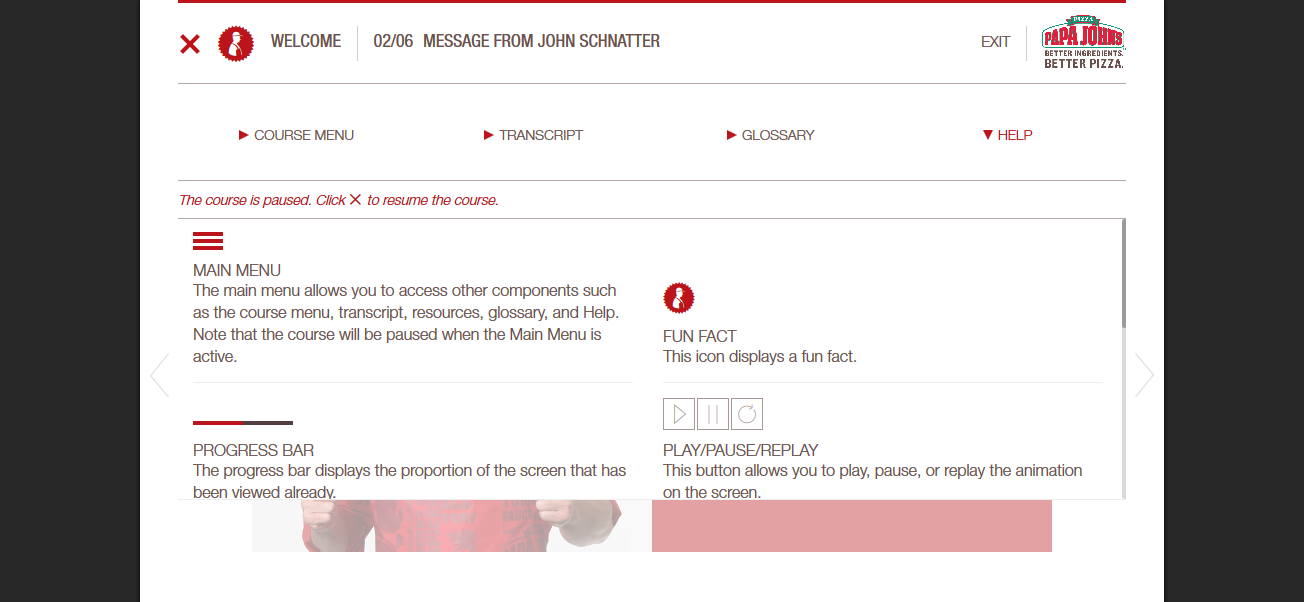 WELCOME
02/06 MESSAGE FROM JOHN SCHNATTER
EXIT
PIZZA
PAPA JOHNS
BETTER INGREDIENTS.
BETTER PIZZA.
COURSE MENU
TRANSCRIPT
GLOSSARY
HELP
The course is paused. Click to resume the course.
MAIN MENU
The main menu allows you to access other components such
as the course menu, transcript, resources, glossary, and Help.
Note that the course will be paused when the Main Menu is
active.
FUN FACT
This icon displays a fun fact.
PROGRESS BAR
The progress bar displays the proportion of the screen that has
been viewed already.
PLAY/PAUSE/REPLAY
This button allows you to play, pause, or replay the animation
on the screen.